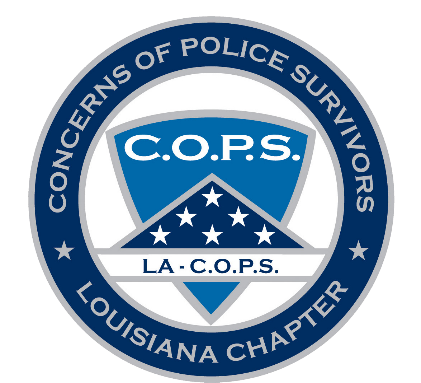 CONCERNS OF POLICE SURVIVORS
C.O.P.S.
LA - C.O.P.S.
LOUISIANA CHAPTER